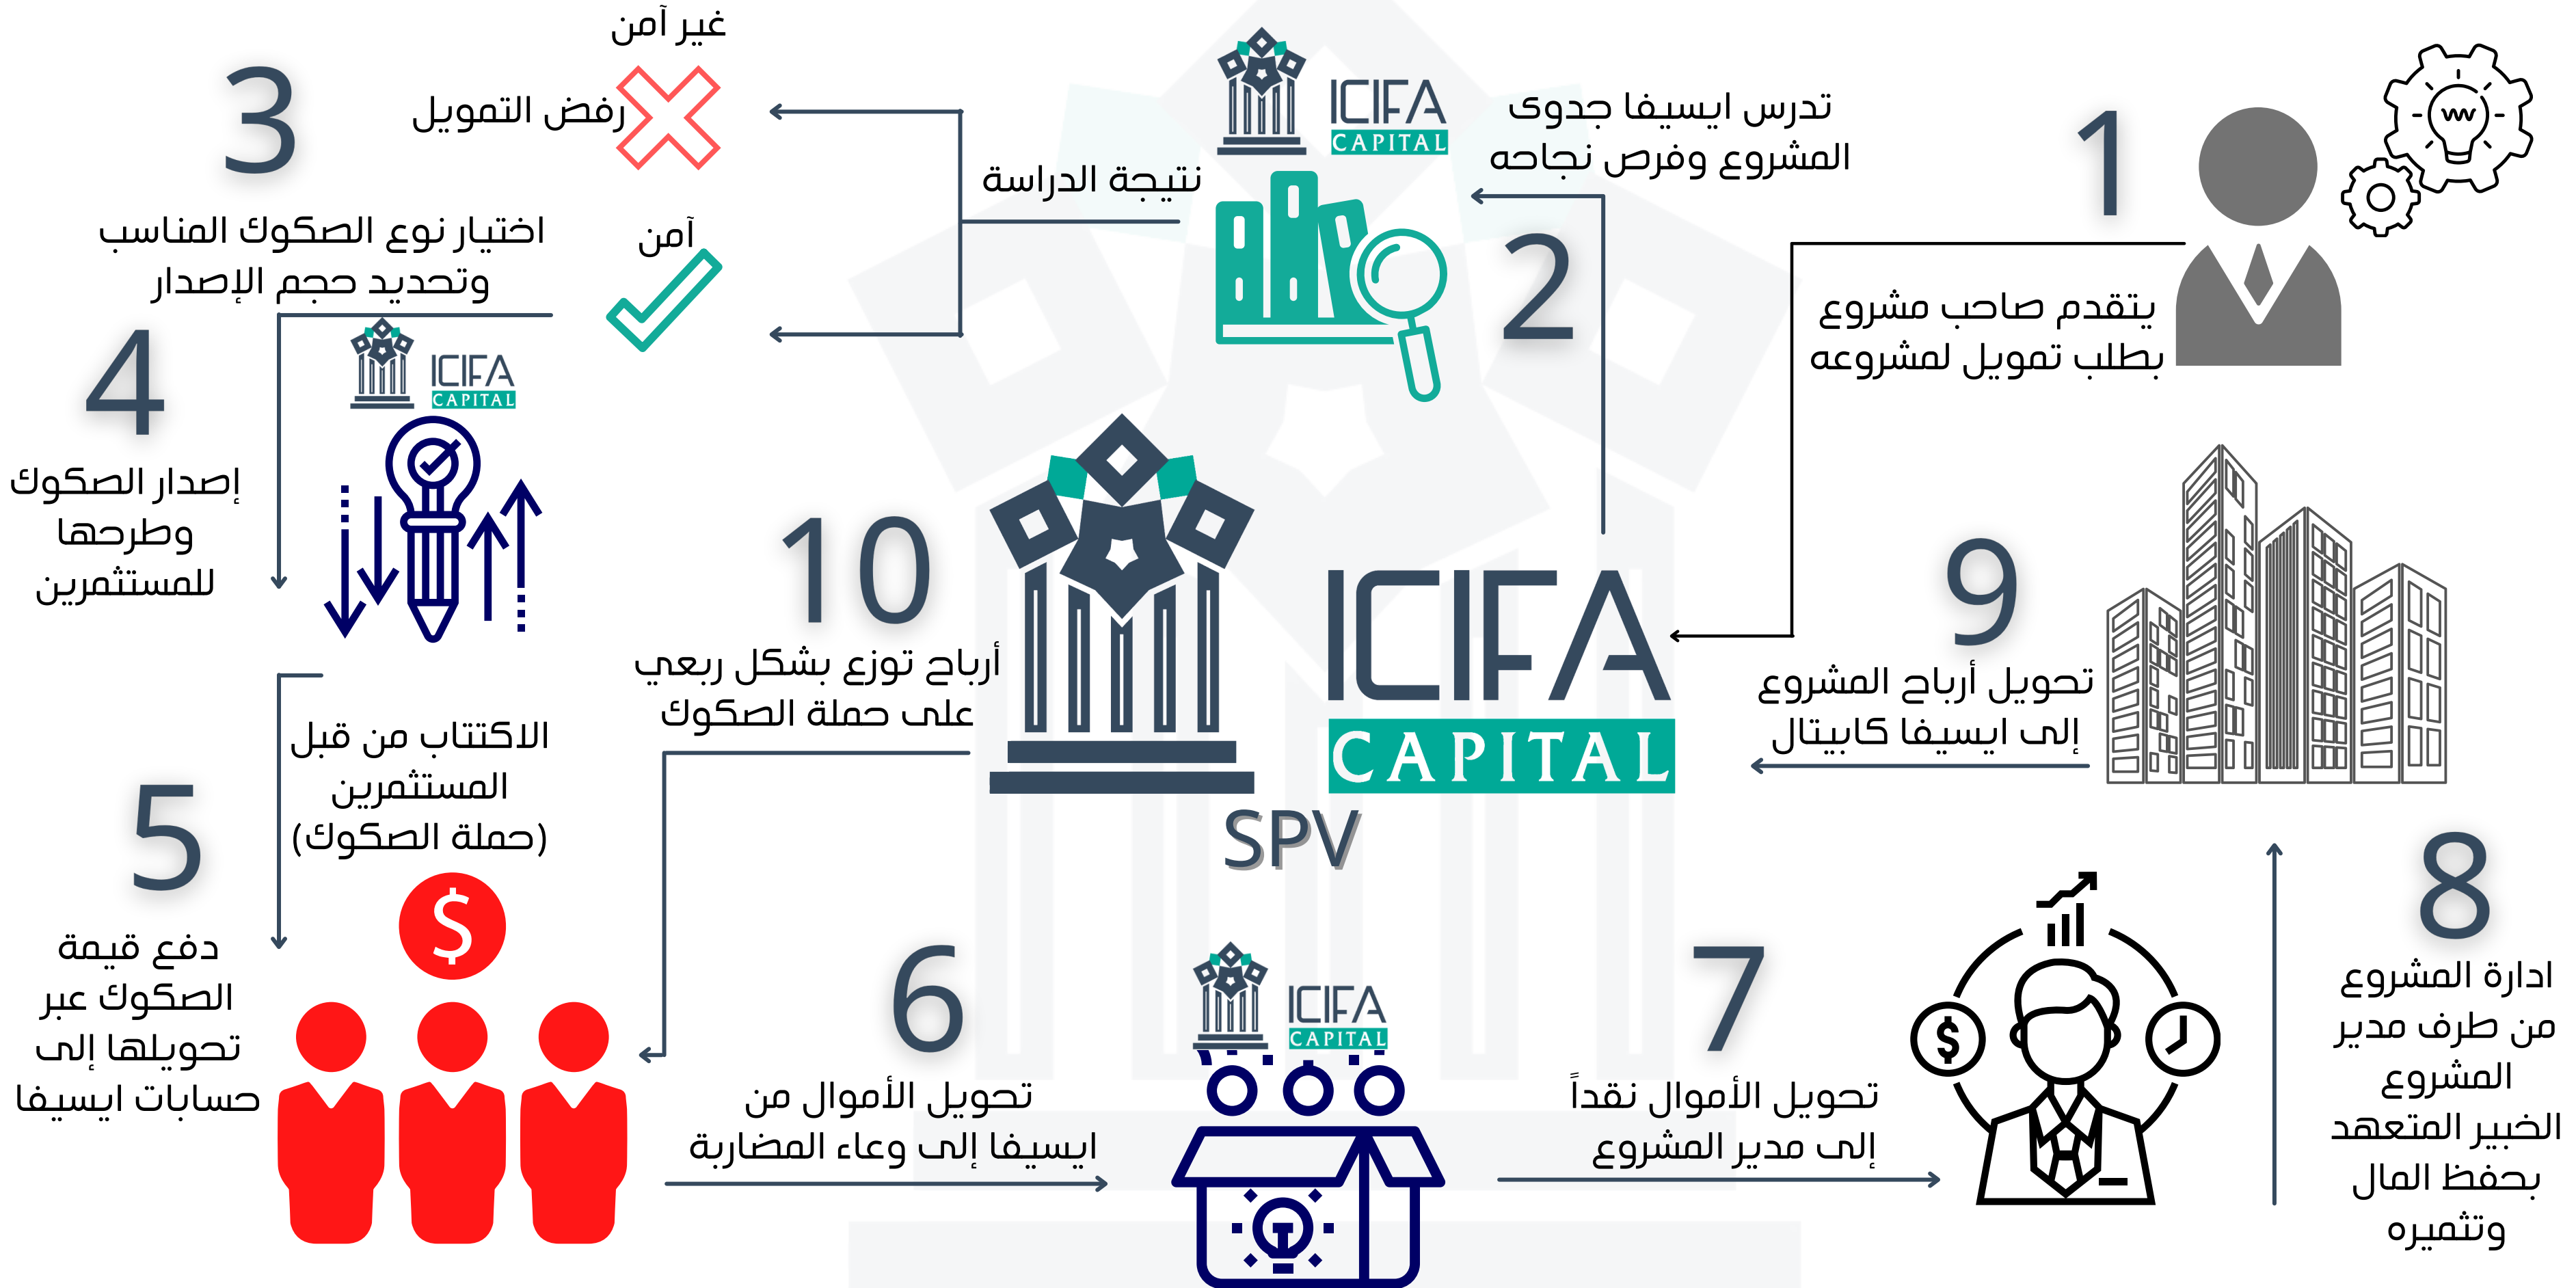 1
يتقدم صاحب مشروع
بطلب تمويل لمشروعه
ICIFA
CAPITAL
تدرس ايسيفا جدوى
المشروع وفرص نجاحه
2
نتيجة الدراسة
غير آمن
رفض التمويل
آمن
3
اختيار نوع الصكوك المناسب
وتحديد حجم الإصدار
ICIFA
CAPITAL
4
إصدار الصكوك
وطرحها
للمستثمرين
الاكتتاب من قبل
المستثمرين
(حملة الصكوك)
$
5
دفع قيمة
الصكوك عبر
تحويلها إلى
حسابات ايسيفا
6
تحويل الأموال من
ايسيفا إلى وعاء المضاربة
ICIFA
CAPITAL
7
تحويل الأموال نقداً
إلى مدير المشروع
$
8
ادارة المشروع
من طرف مدير
المشروع
الخبير المتعهد
بحفظ المال
وتثميره
9
تحويل أرباح المشروع
إلى ايسيفا كابيتال
ICIFA
CAPITAL
SPV
10
أرباح توزع بشكل ربعي
على حملة الصكوك